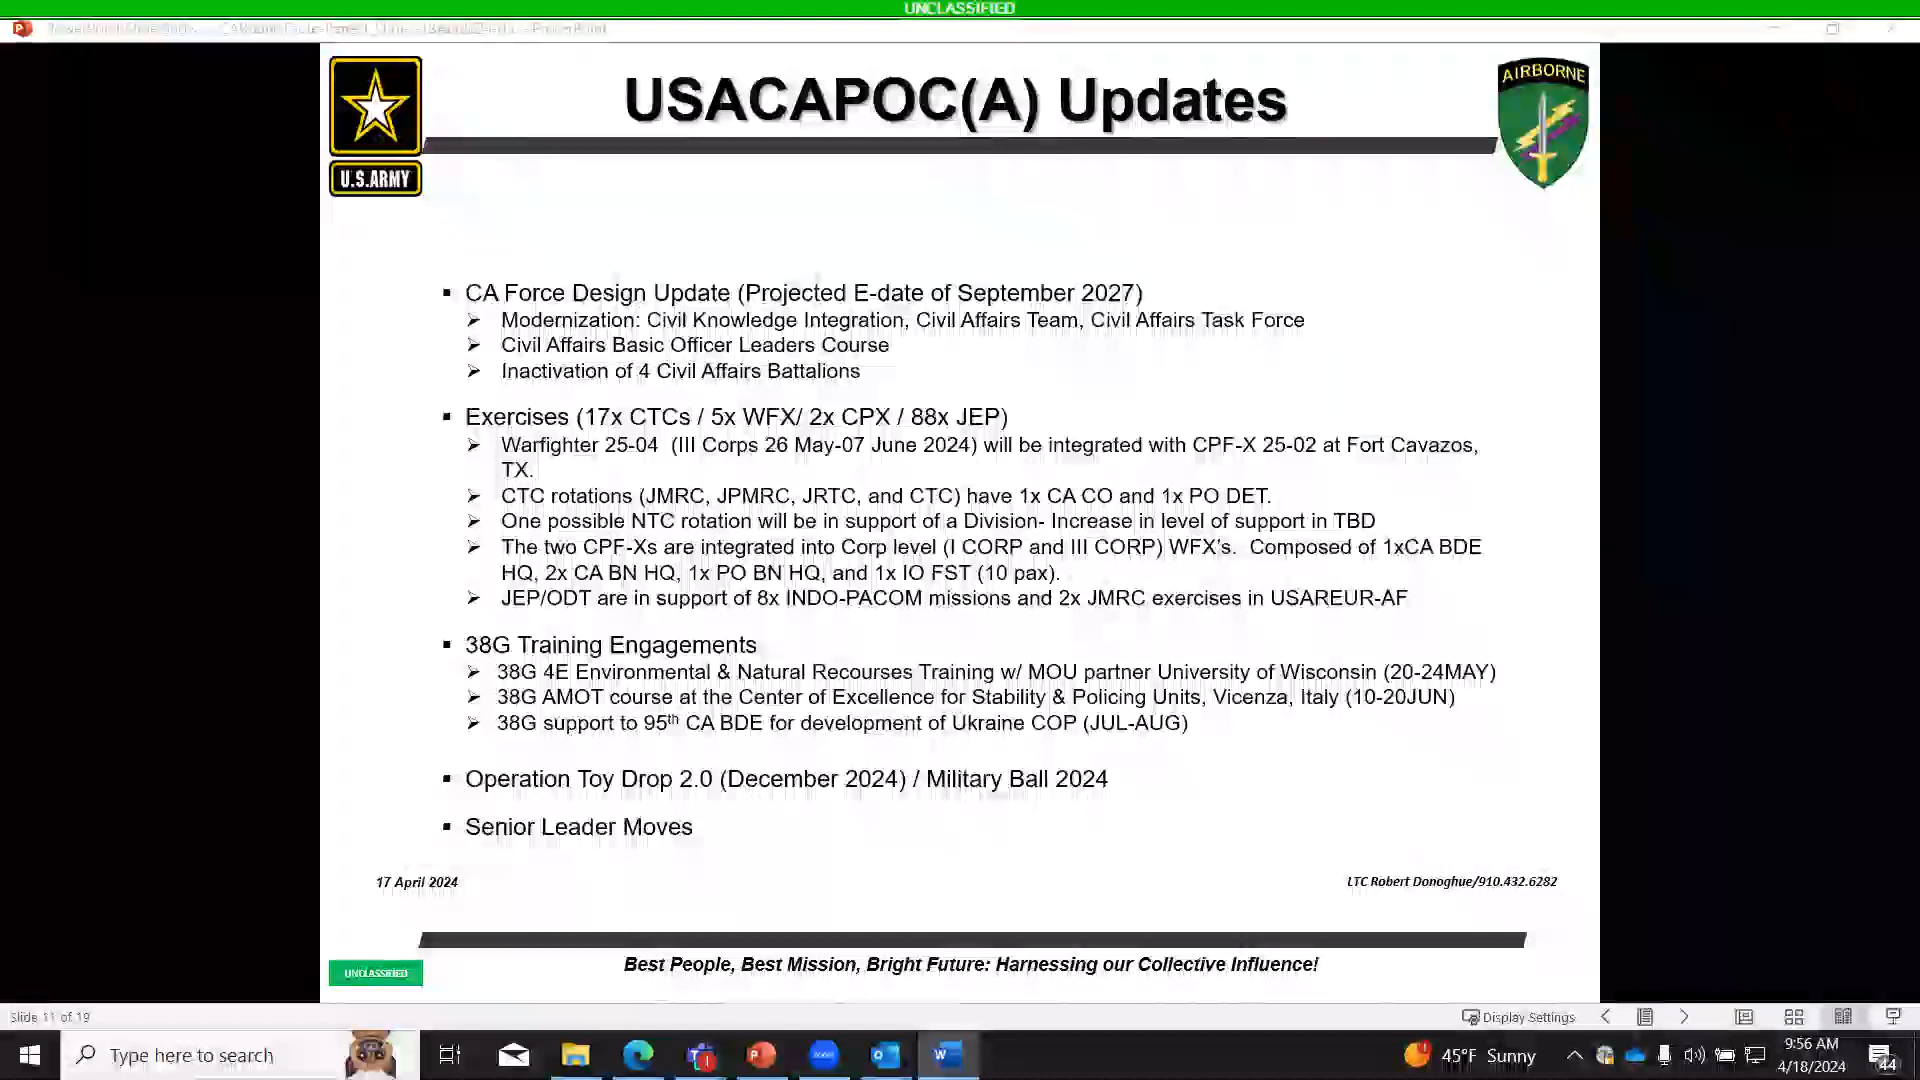 UNCLASSIFIED
USACAPOC(A) Updates
AIRBORNE
U.S.ARMY
▪ CA Force Design Update (Projected E-date of September 2027)
➢ Modernization: Civil Knowledge Integration, Civil Affairs Team, Civil Affairs Task Force
➢ Civil Affairs Basic Officer Leaders Course
➢ Inactivation of 4 Civil Affairs Battalions
▪ Exercises (17x CTCs / 5x WFX/ 2x CPX / 88x JEP)
➢ Warfighter 25-04 (III Corps 26 May-07 June 2024) will be integrated with CPF-X 25-02 at Fort Cavazos,
TX.
➢ CTC rotations (JMRC, JPMRC, JRTC, and CTC) have 1x CA CO and 1x PO DET.
➢ One possible NTC rotation will be in support of a Division- Increase in level of support in TBD
➢ The two CPF-Xs are integrated into Corp level (I CORP and III CORP) WFX's. Composed of 1xCA BDE
HQ, 2x CA BN HQ, 1x PO BN HQ, and 1x IO FST (10 pax).
➢ JEP/ODT are in support of 8x INDO-PACOM missions and 2x JMRC exercises in USAREUR-AF
▪ 38G Training Engagements
➢ 38G 4E Environmental & Natural Recourses Training w/ MOU partner University of Wisconsin (20-24MAY)
➢ 38G AMOT course at the Center of Excellence for Stability & Policing Units, Vicenza, Italy (10-20JUN)
➢ 38G support to 95th CA BDE for development of Ukraine COP (JUL-AUG)
▪ Operation Toy Drop 2.0 (December 2024) / Military Ball 2024
▪ Senior Leader Moves
17 April 2024
LTC Robert Donoghue/910.432.6282
Best People, Best Mission, Bright Future: Harnessing our Collective Influence!
UNCLASSIFIED
Slide 11 of 19
Display Settings
Type here to search
45°F Sunny
9:56 AM
4/18/2024
44